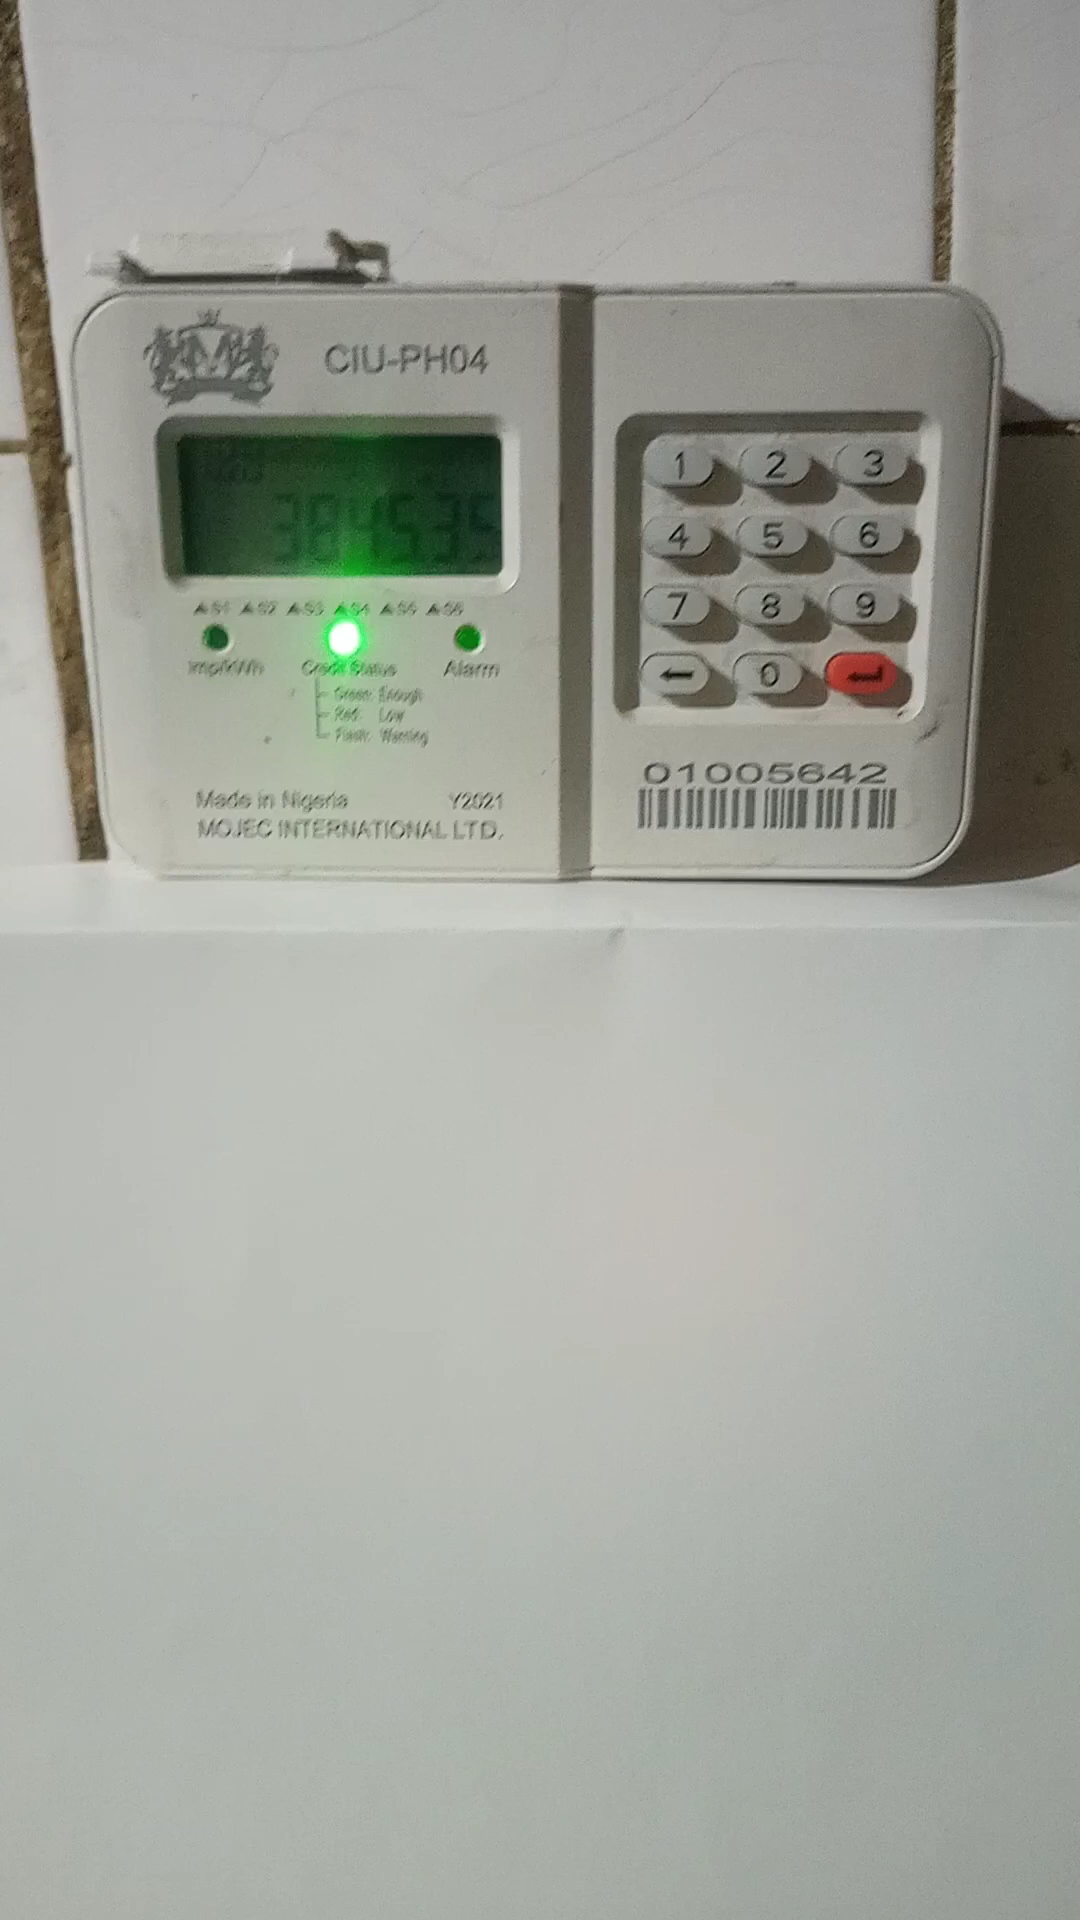 CIU-PH04
384535
▲S1 ▲S2 ▲S3 ▲S4 ▲S5 ▲S6
Imp/kWh Credit Status Alarm
Green: Enough
Red: Low
Flash: Warning
Made in Nigeria Y2021
MOJEC INTERNATIONAL LTD.
1 2 3
4 5 6
7 8 9
← 0 ↵
01005642